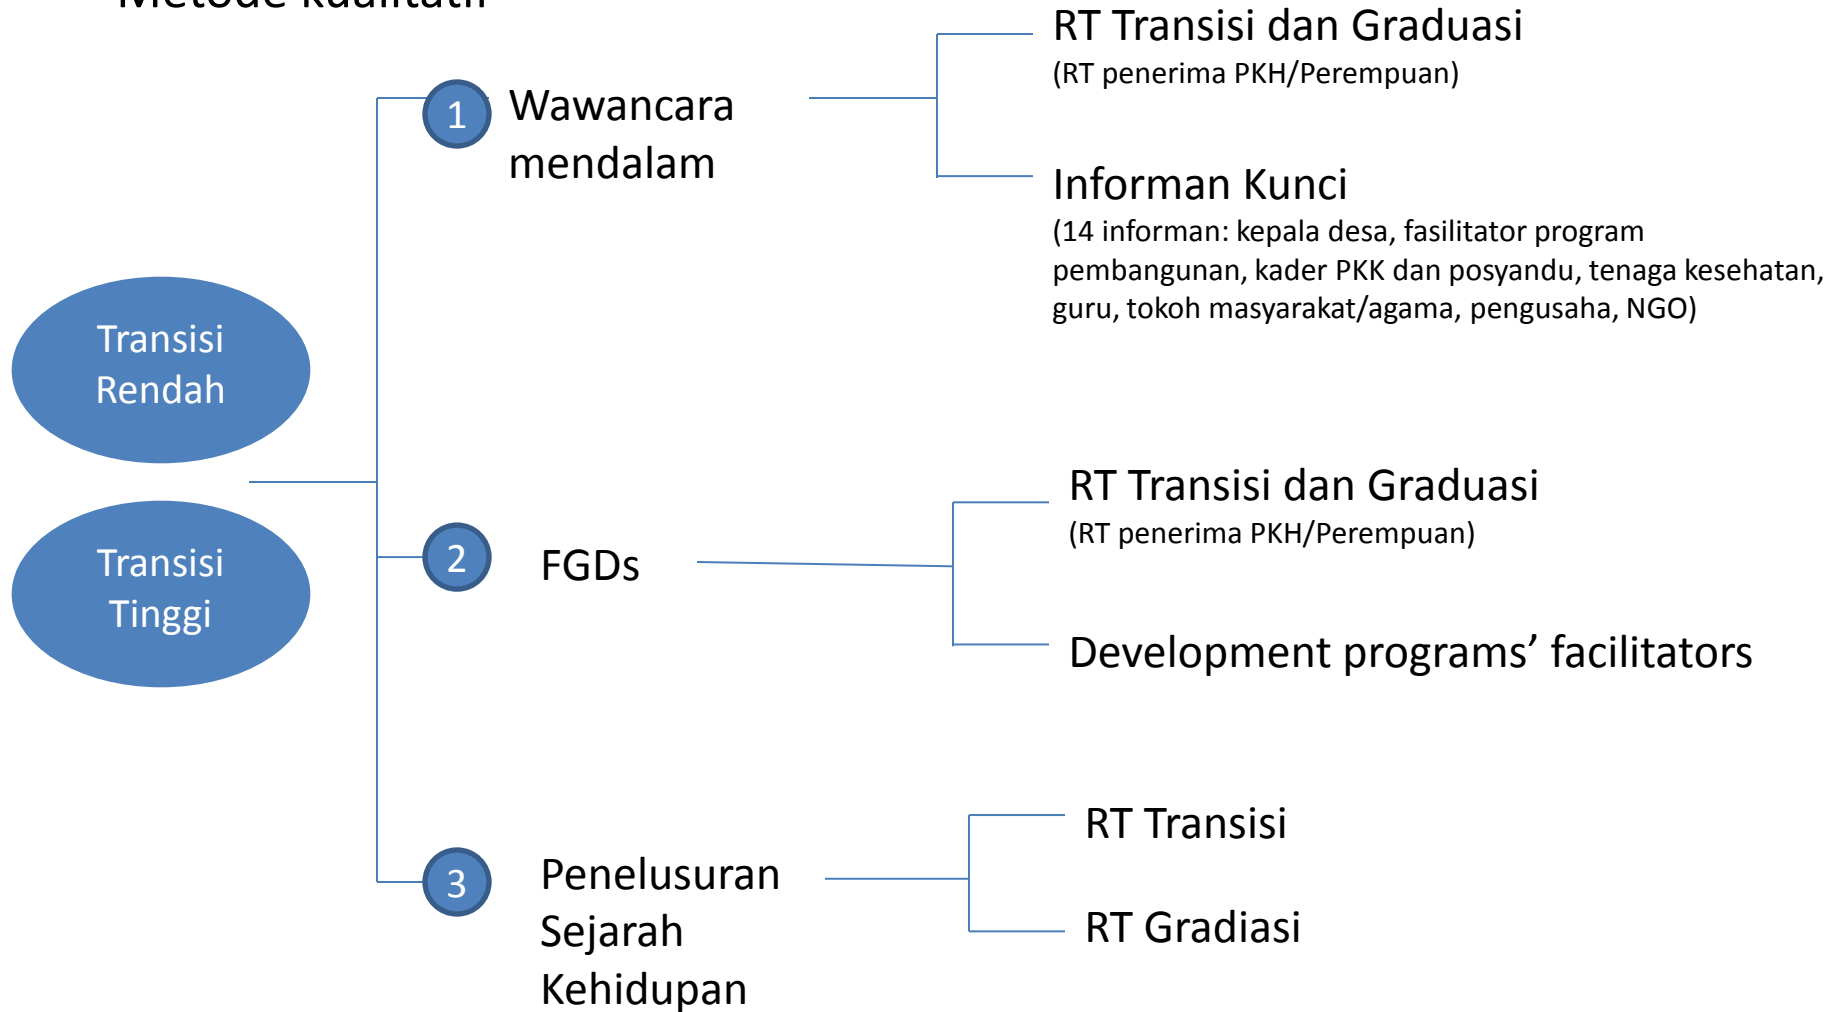 Metode kualitatif
RT Transisi dan Graduasi
(RT penerima PKH/Perempuan)
1
Wawancara
mendalam
Informan Kunci
(14 informan: kepala desa, fasilitator program
pembangunan, kader PKK dan posyandu, tenaga kesehatan,
guru, tokoh masyarakat/agama, pengusaha, NGO)
Transisi
Rendah
Transisi
Tinggi
2
FGDs
RT Transisi dan Graduasi
(RT penerima PKH/Perempuan)
Development programs’ facilitators
3
Penelusuran
Sejarah
Kehidupan
RT Transisi
RT Gradiasi